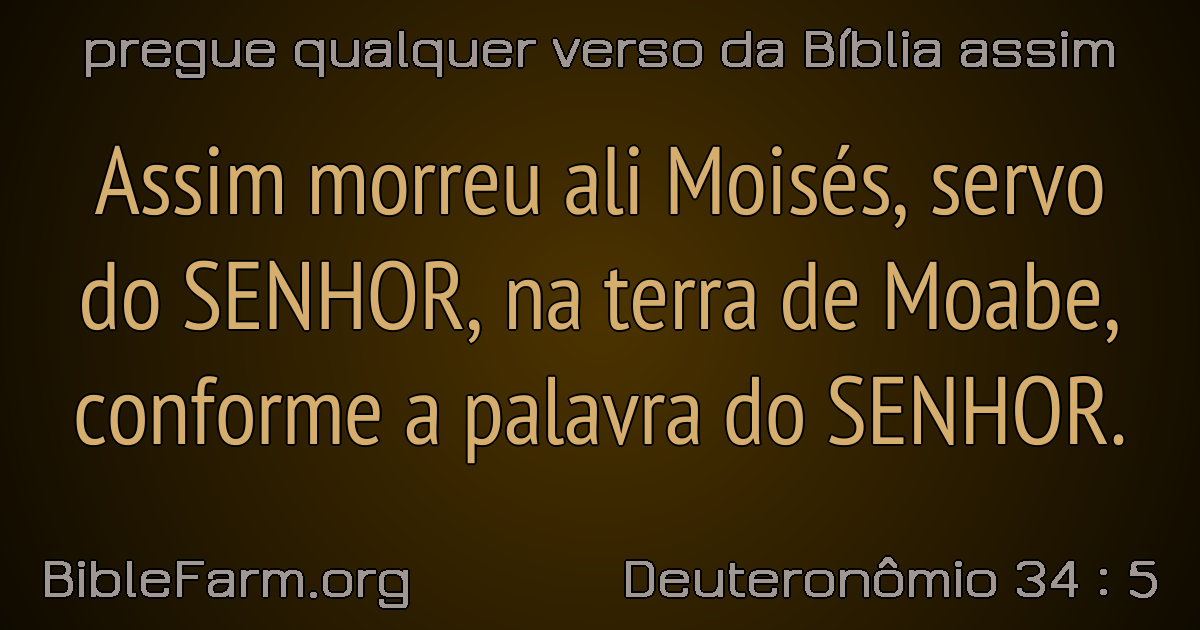 pregue qualquer verso da Bíblia assim
Assim morreu ali Moisés, servo
do SENHOR, na terra de Moabe,
conforme a palavra do SENHOR.
BibleFarm.org
Deuteronômio 34 : 5